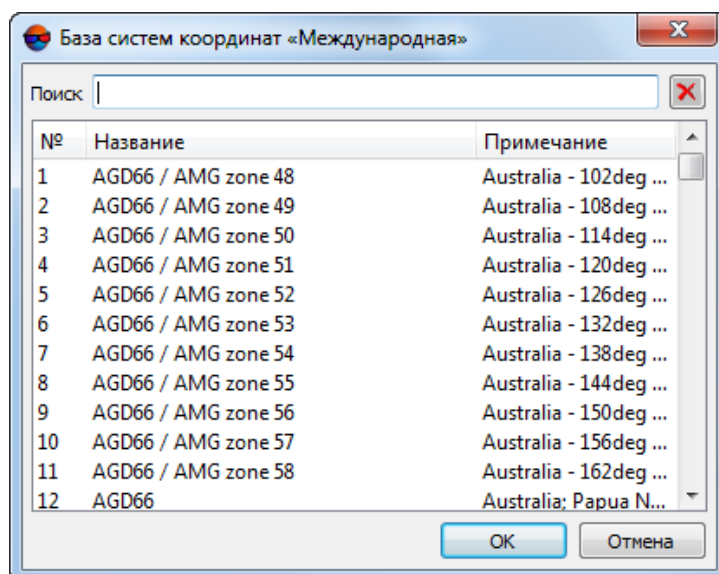 База систем координат «Международная»
Поиск
№ Название Примечание
1 AGD66 / AMG zone 48 Australia - 102deg ...
2 AGD66 / AMG zone 49 Australia - 108deg ...
3 AGD66 / AMG zone 50 Australia - 114deg ...
4 AGD66 / AMG zone 51 Australia - 120deg ...
5 AGD66 / AMG zone 52 Australia - 126deg ...
6 AGD66 / AMG zone 53 Australia - 132deg ...
7 AGD66 / AMG zone 54 Australia - 138deg ...
8 AGD66 / AMG zone 55 Australia - 144deg ...
9 AGD66 / AMG zone 56 Australia - 150deg ...
10 AGD66 / AMG zone 57 Australia - 156deg ...
11 AGD66 / AMG zone 58 Australia - 162deg ...
12 AGD66 Australia; Papua N...
OK Отмена